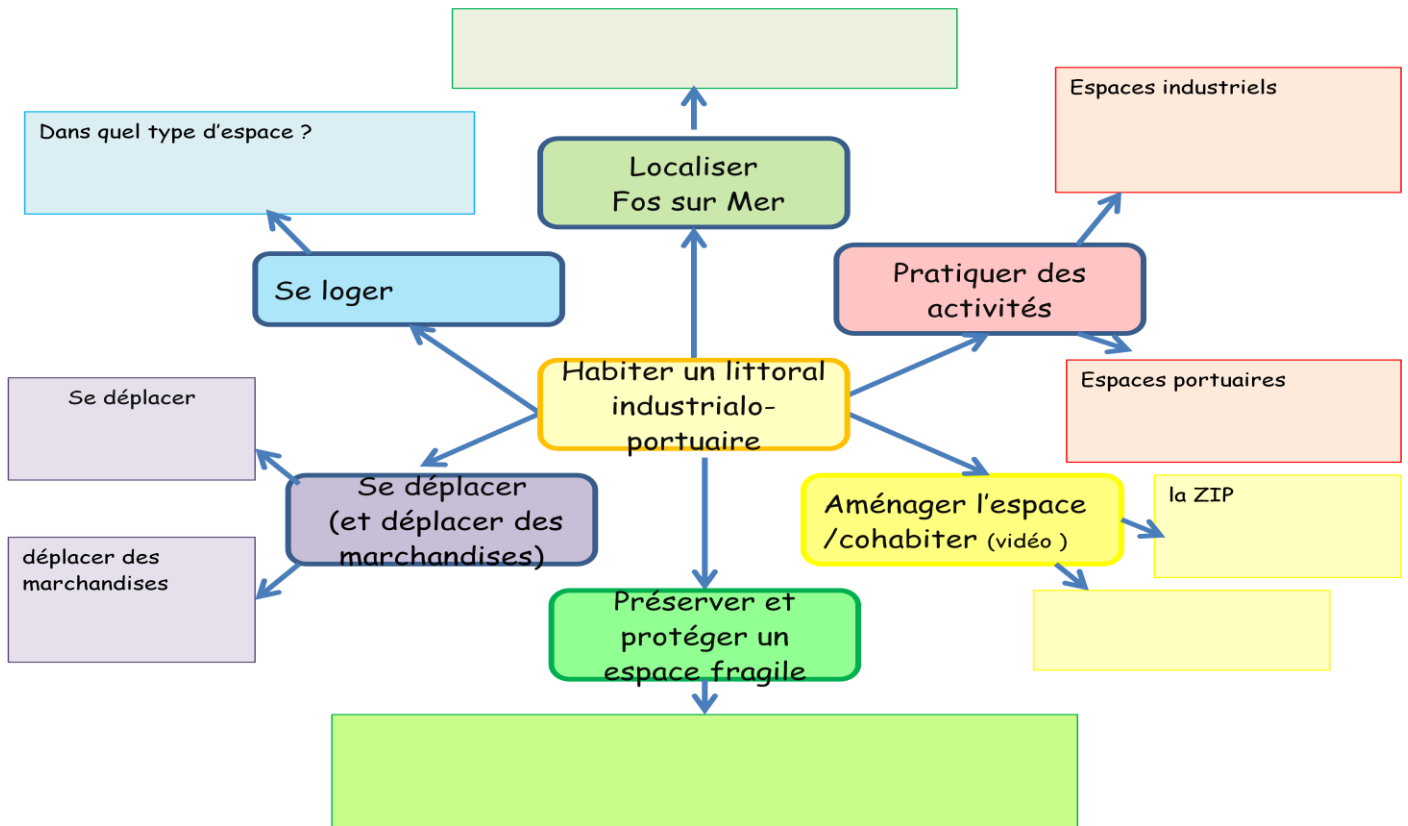 Espaces industriels
Dans quel type d'espace ?
Localiser
Fos sur Mer
Se loger
Pratiquer des
activités
Habiter un littoral
industrialo-
portuaire
Espaces portuaires
Se déplacer
Se déplacer
(et déplacer des
marchandises)
Aménager l'espace
/cohabiter (vidéo )
la ZIP
déplacer des
marchandises
Préserver et
protéger un
espace fragile